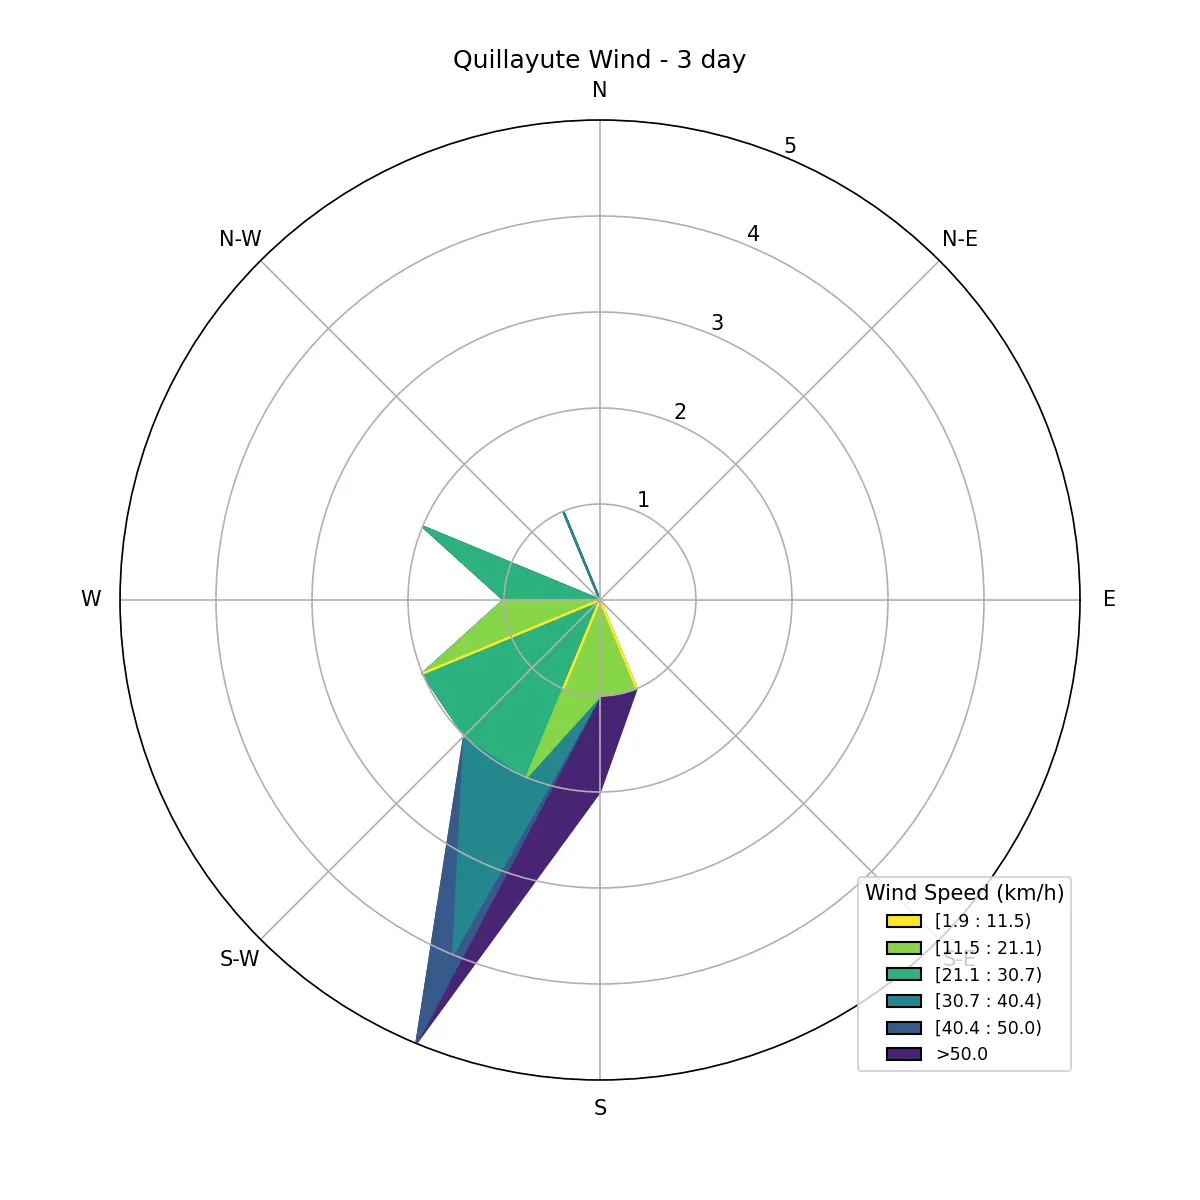 Quillayute Wind - 3 day
N
5
N-W
N-E
4
3
2
1
W
E
S-W
S-E
S
Wind Speed (km/h)
[1.9 : 11.5)
[11.5 : 21.1)
[21.1 : 30.7)
[30.7 : 40.4)
[40.4 : 50.0)
>50.0